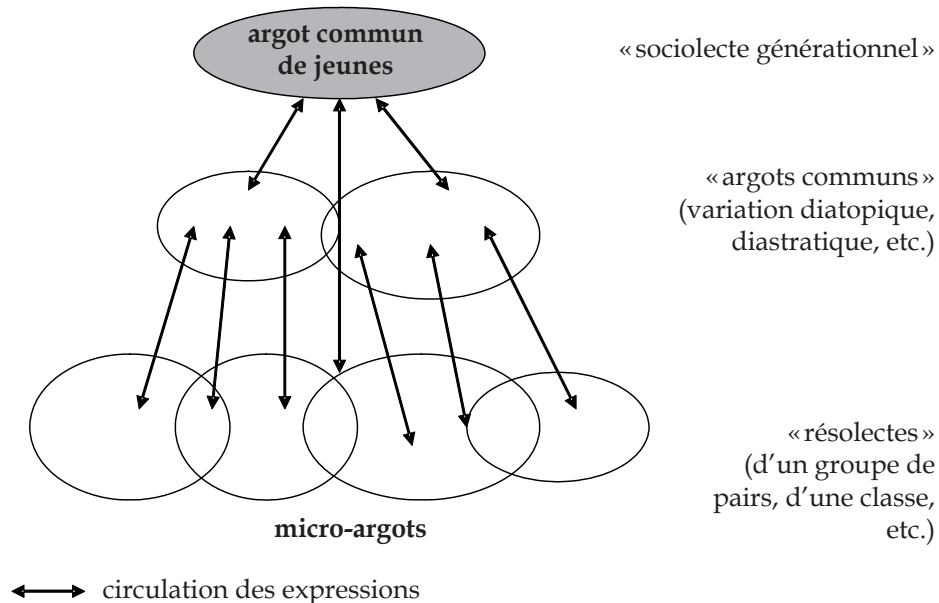 argot commun
de jeunes
« sociolecte générationnel »
« argots communs »
(variation diatopique,
diastratique, etc.)
« résolectes »
(d'un groupe de
pairs, d'une classe,
etc.)
micro-argots
circulation des expressions